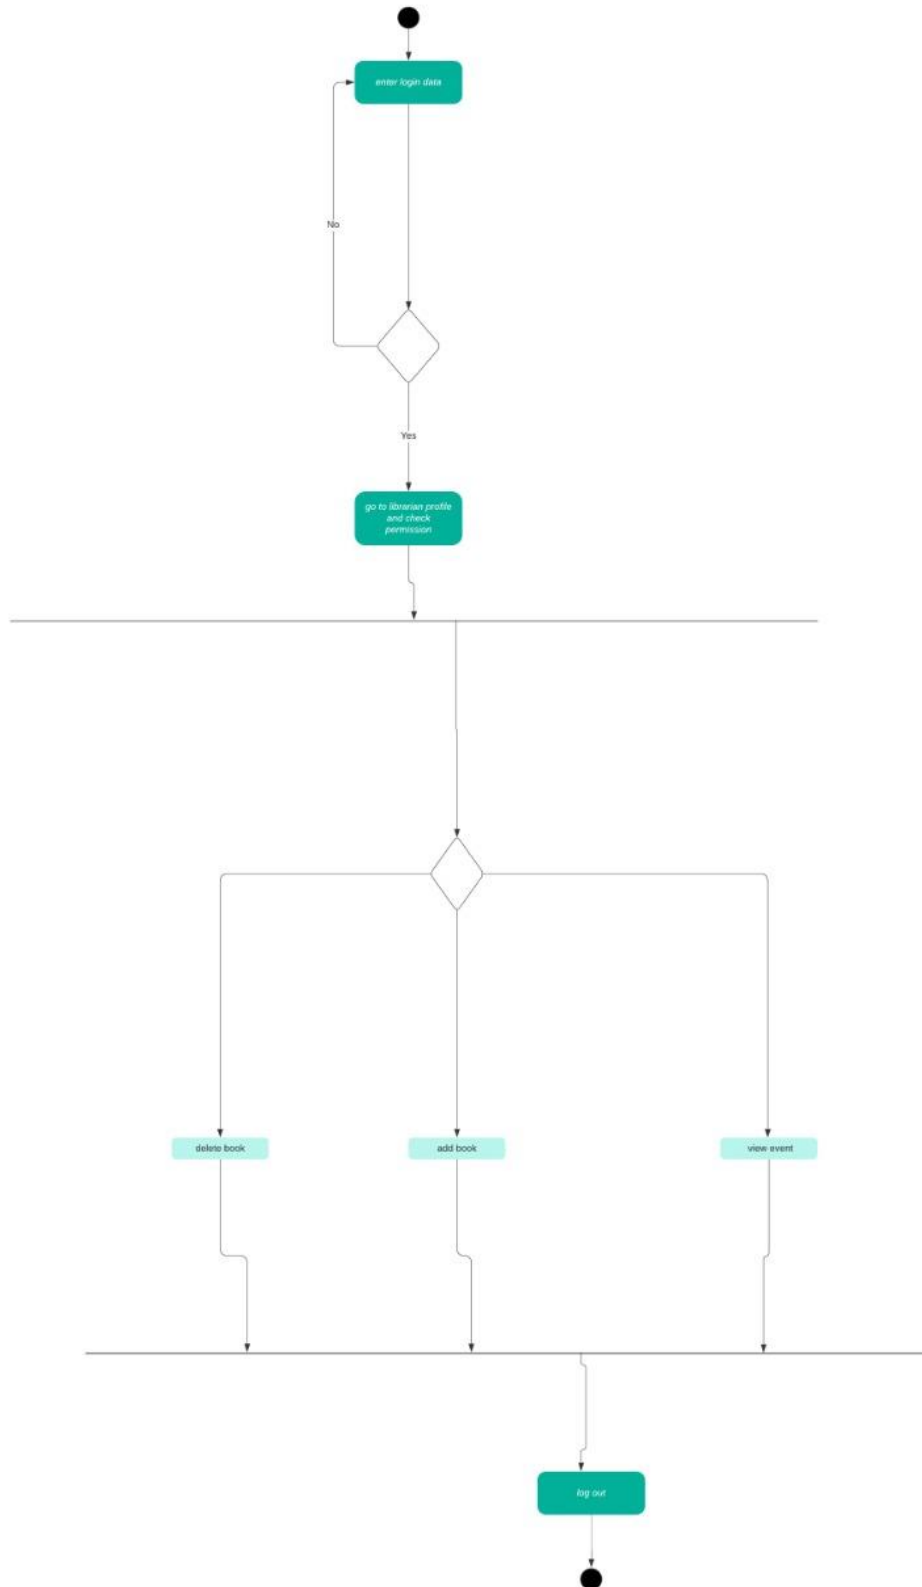 enter login data
No
Yes
go to librarian profile
and check
permission
delete book
add book
view event
log out